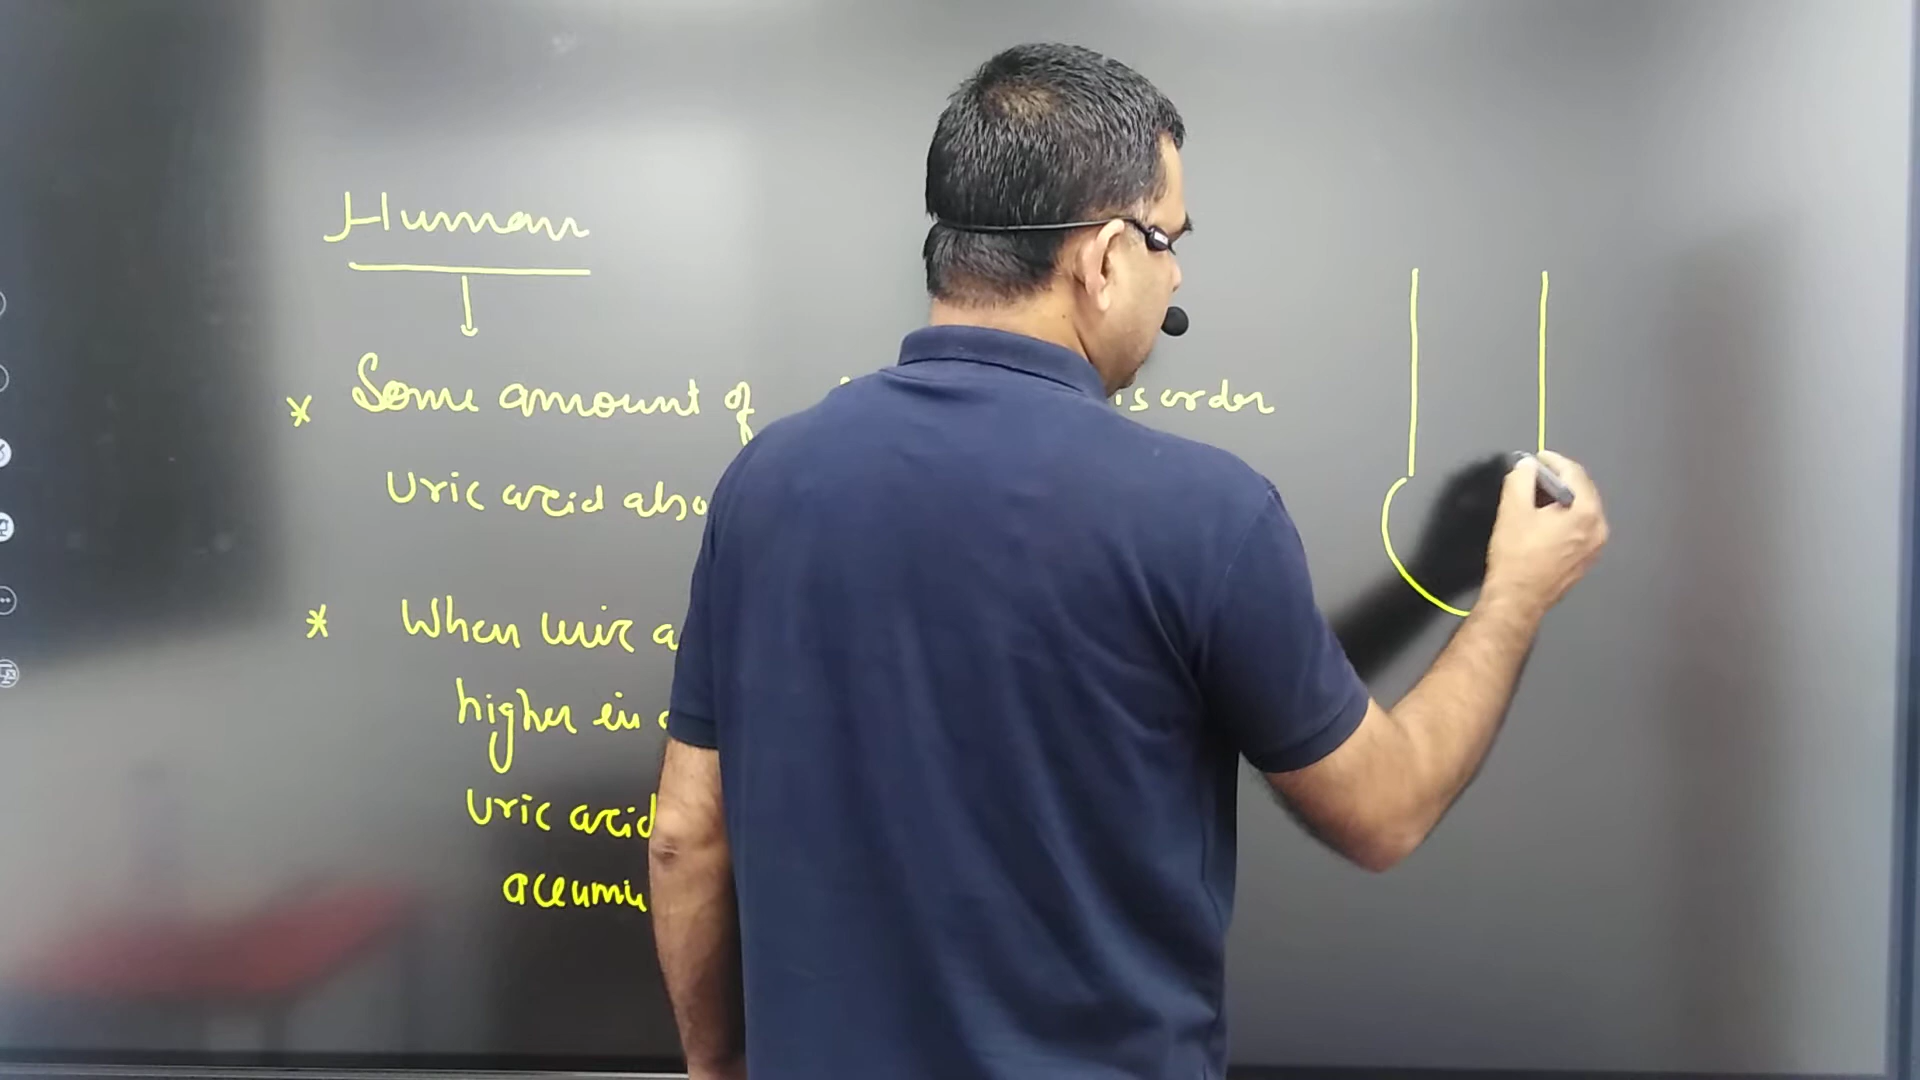 Human
* Some amount of isorder
Uric acid also
* When uric a
higher in
Uric acid
accumu